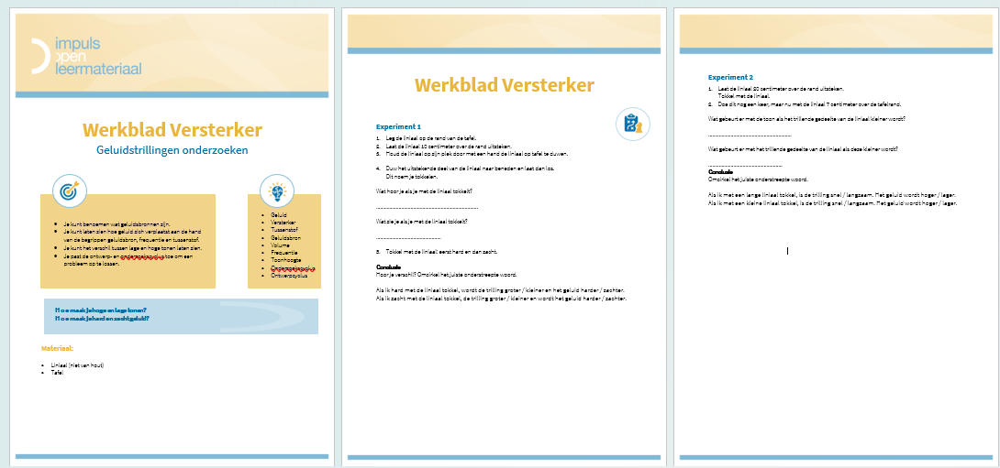 impuls
open
leermateriaal
Werkblad Versterker
Geluidstrillingen onderzoeken
Je kunt benoemen wat geluidsbronnen zijn.
Je kunt laten zien hoe geluid zich verplaatst aan de hand
van de begrippen geluidsbron, frequentie en tussenstof.
Je kunt het verschil tussen lage en hoge tonen laten zien.
Je past de ontwerp- en onderzoekscyclus toe om een
probleem op te lossen.
Geluid
Versterker
Tussenstof
Geluidsbron
Volume
Frequentie
Toonhoogte
Onderzoekscyclus
Ontwerpcyclus
Hoe maak je hoge en lage tonen?
Hoe maak je hard en zacht geluid?
Materiaal:
Liniaal (niet van hout)
Tafel
Werkblad Versterker
Experiment 1
1. Leg de liniaal op de rand van de tafel.
2. Laat de liniaal 10 centimeter over de rand uitsteken.
3. Houd de liniaal op zijn plek door met een hand de liniaal op tafel te duwen.
4. Duw het uitstekende deel van de liniaal naar beneden en laat dan los.
Dit noem je tokkelen.
Wat hoor je als je met de liniaal tokkelt?
Wat zie je als je met de liniaal tokkelt?
5. Tokkel met de liniaal: eerst hard en dan zacht.
Conclusie
Hoor je verschil? Omcirkel het juiste onderstreepte woord.
Als ik hard met de liniaal tokkel, wordt de trilling groter / kleiner en het geluid harder / zachter.
Als ik zacht met de liniaal tokkel, de trilling groter / kleiner en wordt het geluid harder / zachter.
Experiment 2
1. Laat de liniaal 20 centimeter over de rand uitsteken.
Tokkel met de liniaal.
2. Doe dit nog een keer, maar nu met de liniaal 7 centimeter over de tafelrand.
Wat gebeurt er met de toon als het trillende gedeelte van de liniaal kleiner wordt?
Wat gebeurt er met het trillende gedeelte van de liniaal als deze kleiner wordt?
Conclusie
Omcirkel het juiste onderstreepte woord.
Als ik met een lange liniaal tokkel, is de trilling snel / langzaam. Het geluid wordt hoger / lager.
Als ik met een kleine liniaal tokkel, is de trilling snel / langzaam. Het geluid wordt hoger / lager.